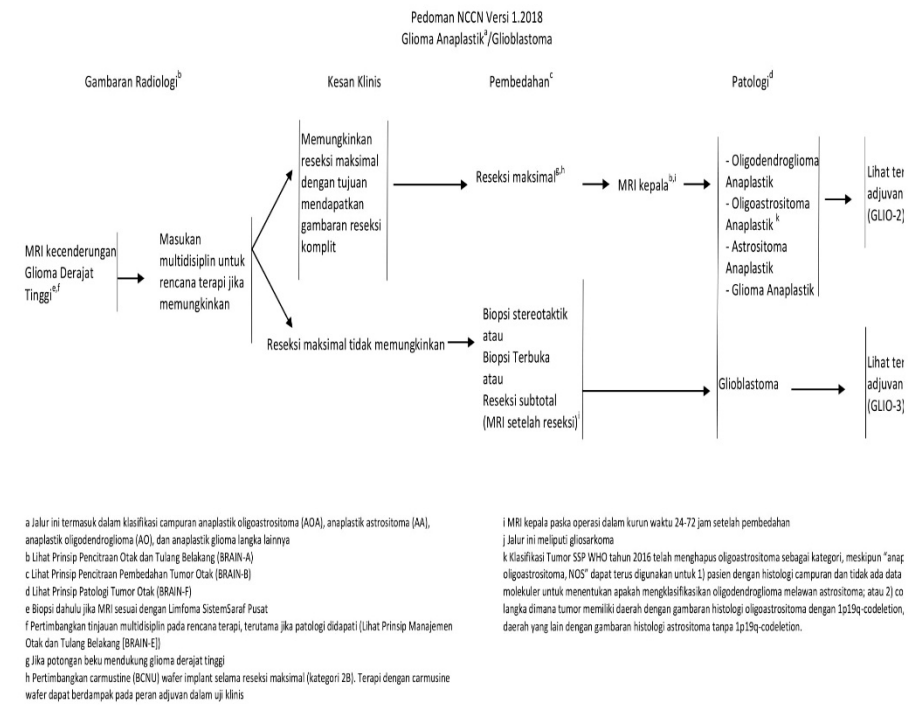 Pedoman NCCN Versi 1.2018
Glioma Anaplastikᵃ/Glioblastoma
Gambaran Radiologiᵇ
Kesan Klinis
Pembedahanᶜ
Patologiᵈ
MRI kecenderungan
Glioma Derajat
Tinggiᵉ,ᶠ
Masukan
multidisiplin untuk
rencana terapi jika
memungkinkan
Memungkinkan
reseksi maksimal
dengan tujuan
mendapatkan
gambaran reseksi
komplit
Reseksi maksimalᵍ,ʰ
MRI kepalaᵇ,ⁱ
- Oligodendroglioma
Anaplastik
- Oligoastrositoma
Anaplastikᵏ
- Astrositoma
Anaplastik
- Glioma Anaplastik
Lihat ter
adjuvan
(GLIO-2)
Reseksi maksimal tidak memungkinkan
Biopsi stereotaktik
atau
Biopsi Terbuka
atau
Reseksi subtotal
(MRI setelah reseksi)ⁱ
Glioblastoma
Lihat ter
adjuvan
(GLIO-3)
a Jalur ini termasuk dalam klasifikasi campuran anaplastik oligoastrositoma (AOA), anaplastik astrositoma (AA),
anaplastik oligodendroglioma (AO), dan anaplastik glioma langka lainnya
b Lihat Prinsip Pencitraan Otak dan Tulang Belakang (BRAIN-A)
c Lihat Prinsip Pencitraan Pembedahan Tumor Otak (BRAIN-B)
d Lihat Prinsip Patologi Tumor Otak (BRAIN-F)
e Biopsi dahulu jika MRI sesuai dengan Limfoma SistemSaraf Pusat
f Pertimbangkan tinjauan multidisiplin pada rencana terapi, terutama jika patologi didapati (Lihat Prinsip Manajemen
Otak dan Tulang Belakang [BRAIN-E])
g Jika potongan beku mendukung glioma derajat tinggi
h Pertimbangkan carmustine (BCNU) wafer implant selama reseksi maksimal (kategori 2B). Terapi dengan carmusine
wafer dapat berdampak pada peran adjuvan dalam uji klinis
i MRI kepala paska operasi dalam kurun waktu 24-72 jam setelah pembedahan
j Jalur ini meliputi gliosarkoma
k Klasifikasi Tumor SSP WHO tahun 2016 telah menghapus oligoastrositoma sebagai kategori, meskipun "anap
oligoastrositoma, NOS" dapat terus digunakan untuk 1) pasien dengan histologi campuran dan tidak ada data
molekuler untuk menentukan apakah mengklasifikasikan oligodendroglioma melawan astrositoma; atau 2) co
langka dimana tumor memiliki daerah dengan gambaran histologi oligoastrositoma dengan 1p19q-codeletion,
daerah yang lain dengan gambaran histologi astrositoma tanpa 1p19q-codeletion.